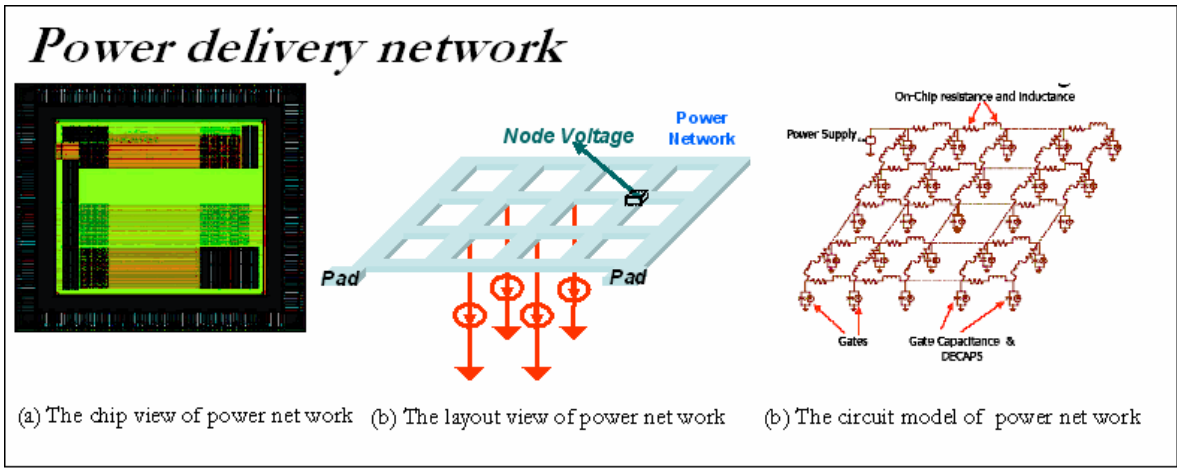 Power delivery network
On-Chip resistance and inductance
Power Supply
Power
Network
Node Voltage
Pad
Pad
Gates
Gate Capacitance &
DECAPS
(a) The chip view of power net work
(b) The layout view of power net work
(b) The circuit model of power net work